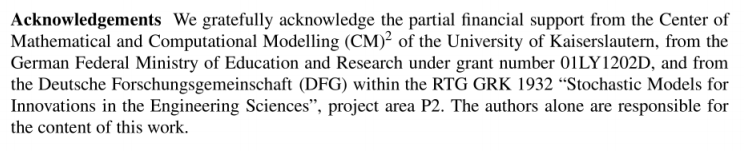 Acknowledgements We gratefully acknowledge the partial financial support from the Center of
Mathematical and Computational Modelling (CM)² of the University of Kaiserslautern, from the
German Federal Ministry of Education and Research under grant number 01LY1202D, and from
the Deutsche Forschungsgemeinschaft (DFG) within the RTG GRK 1932 “Stochastic Models for
Innovations in the Engineering Sciences”, project area P2. The authors alone are responsible for
the content of this work.